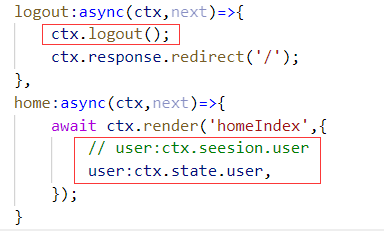 logout:async(ctx,next)=>{
ctx.logout();
ctx.response.redirect('/');
},
home:async(ctx,next)=>{
await ctx.render('homeIndex',{
// user:ctx.seesion.user
user:ctx.state.user,
});
}